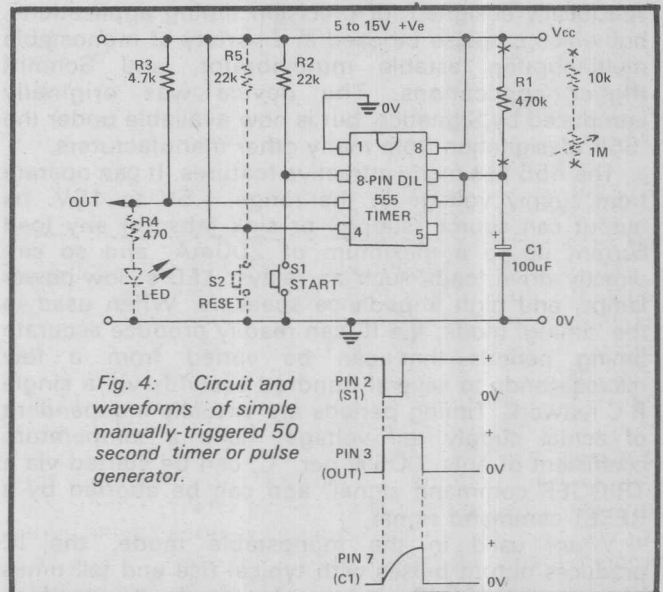 5 to 15V, +Ve
Vcc
R3
4.7k
22k
R2
22k
R1
470k
10k
1M
0V
1
8
8-PIN DIL
555
TIMER
4
5
OUT
R4
470
LED
S2
RESET
S1
START
C1
100uF
0V
Fig. 4: Circuit and
waveforms of simple
manually-triggered 50
second timer or pulse
generator.
PIN 2
(S1)
+
0V
PIN 3
(OUT)
+
0V
PIN 7
(C1)
+
0V